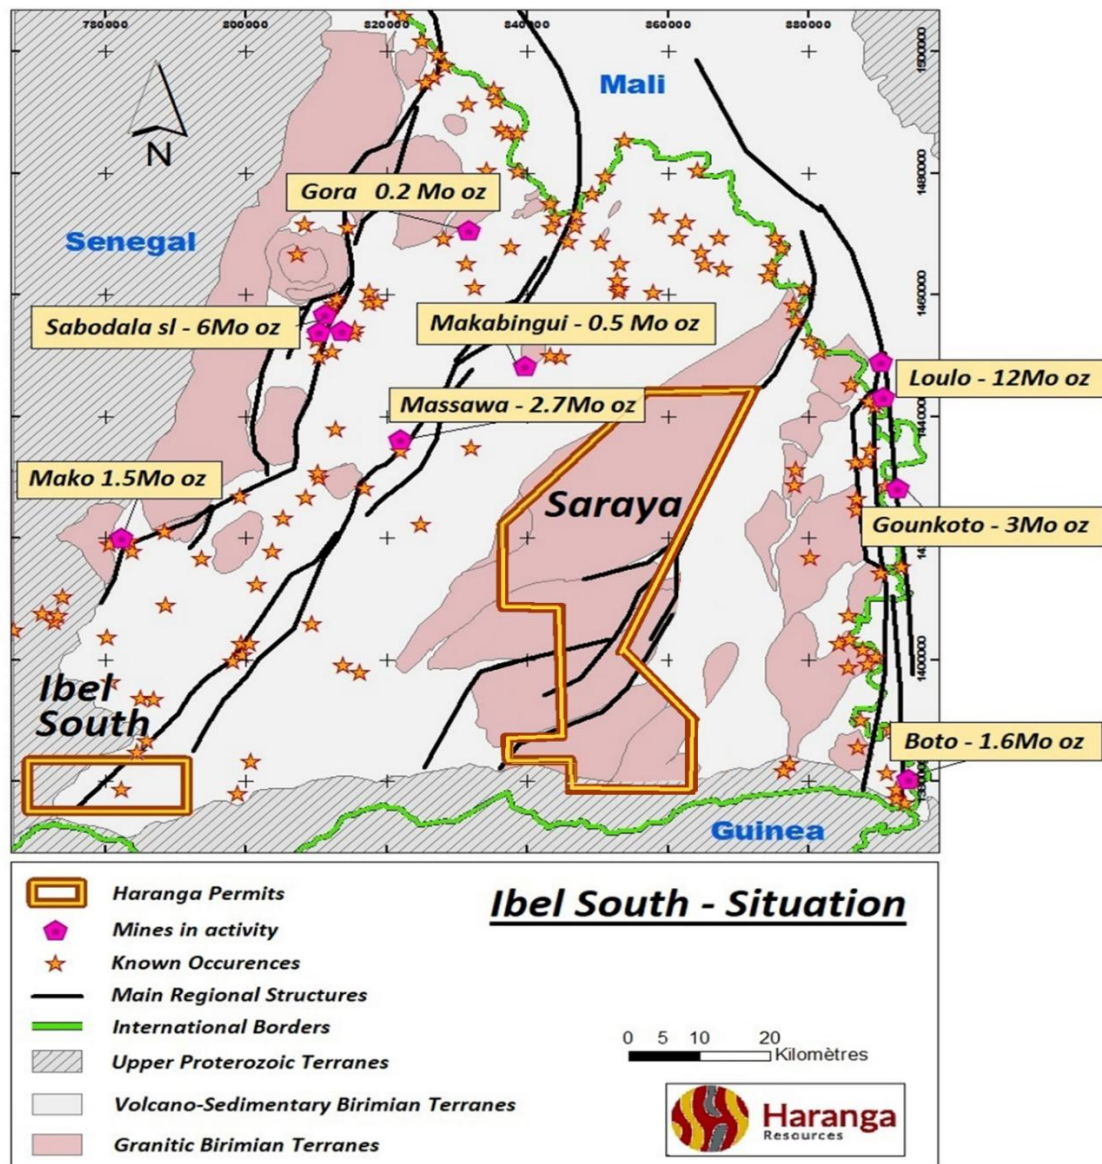 780000 800000 820000 840000 860000 880000
1500000
Mali
N
1480000
Gora 0.2 Mo oz
Senegal
1460000
Sabodala sl - 6Mo oz
Makabingui - 0.5 Mo oz
Loulo - 12Mo oz
Massawa - 2.7Mo oz
1440000
Mako 1.5Mo oz
Saraya
Gounkoto - 3Mo oz
1400000
Ibel
South
Boto - 1.6Mo oz
Guinea
Haranga Permits
Ibel South - Situation
Mines in activity
Known Occurences
Main Regional Structures
International Borders
0 5 10 20
Kilomètres
Upper Proterozoic Terranes
Volcano-Sedimentary Birimian Terranes
Granitic Birimian Terranes
Haranga
Resources